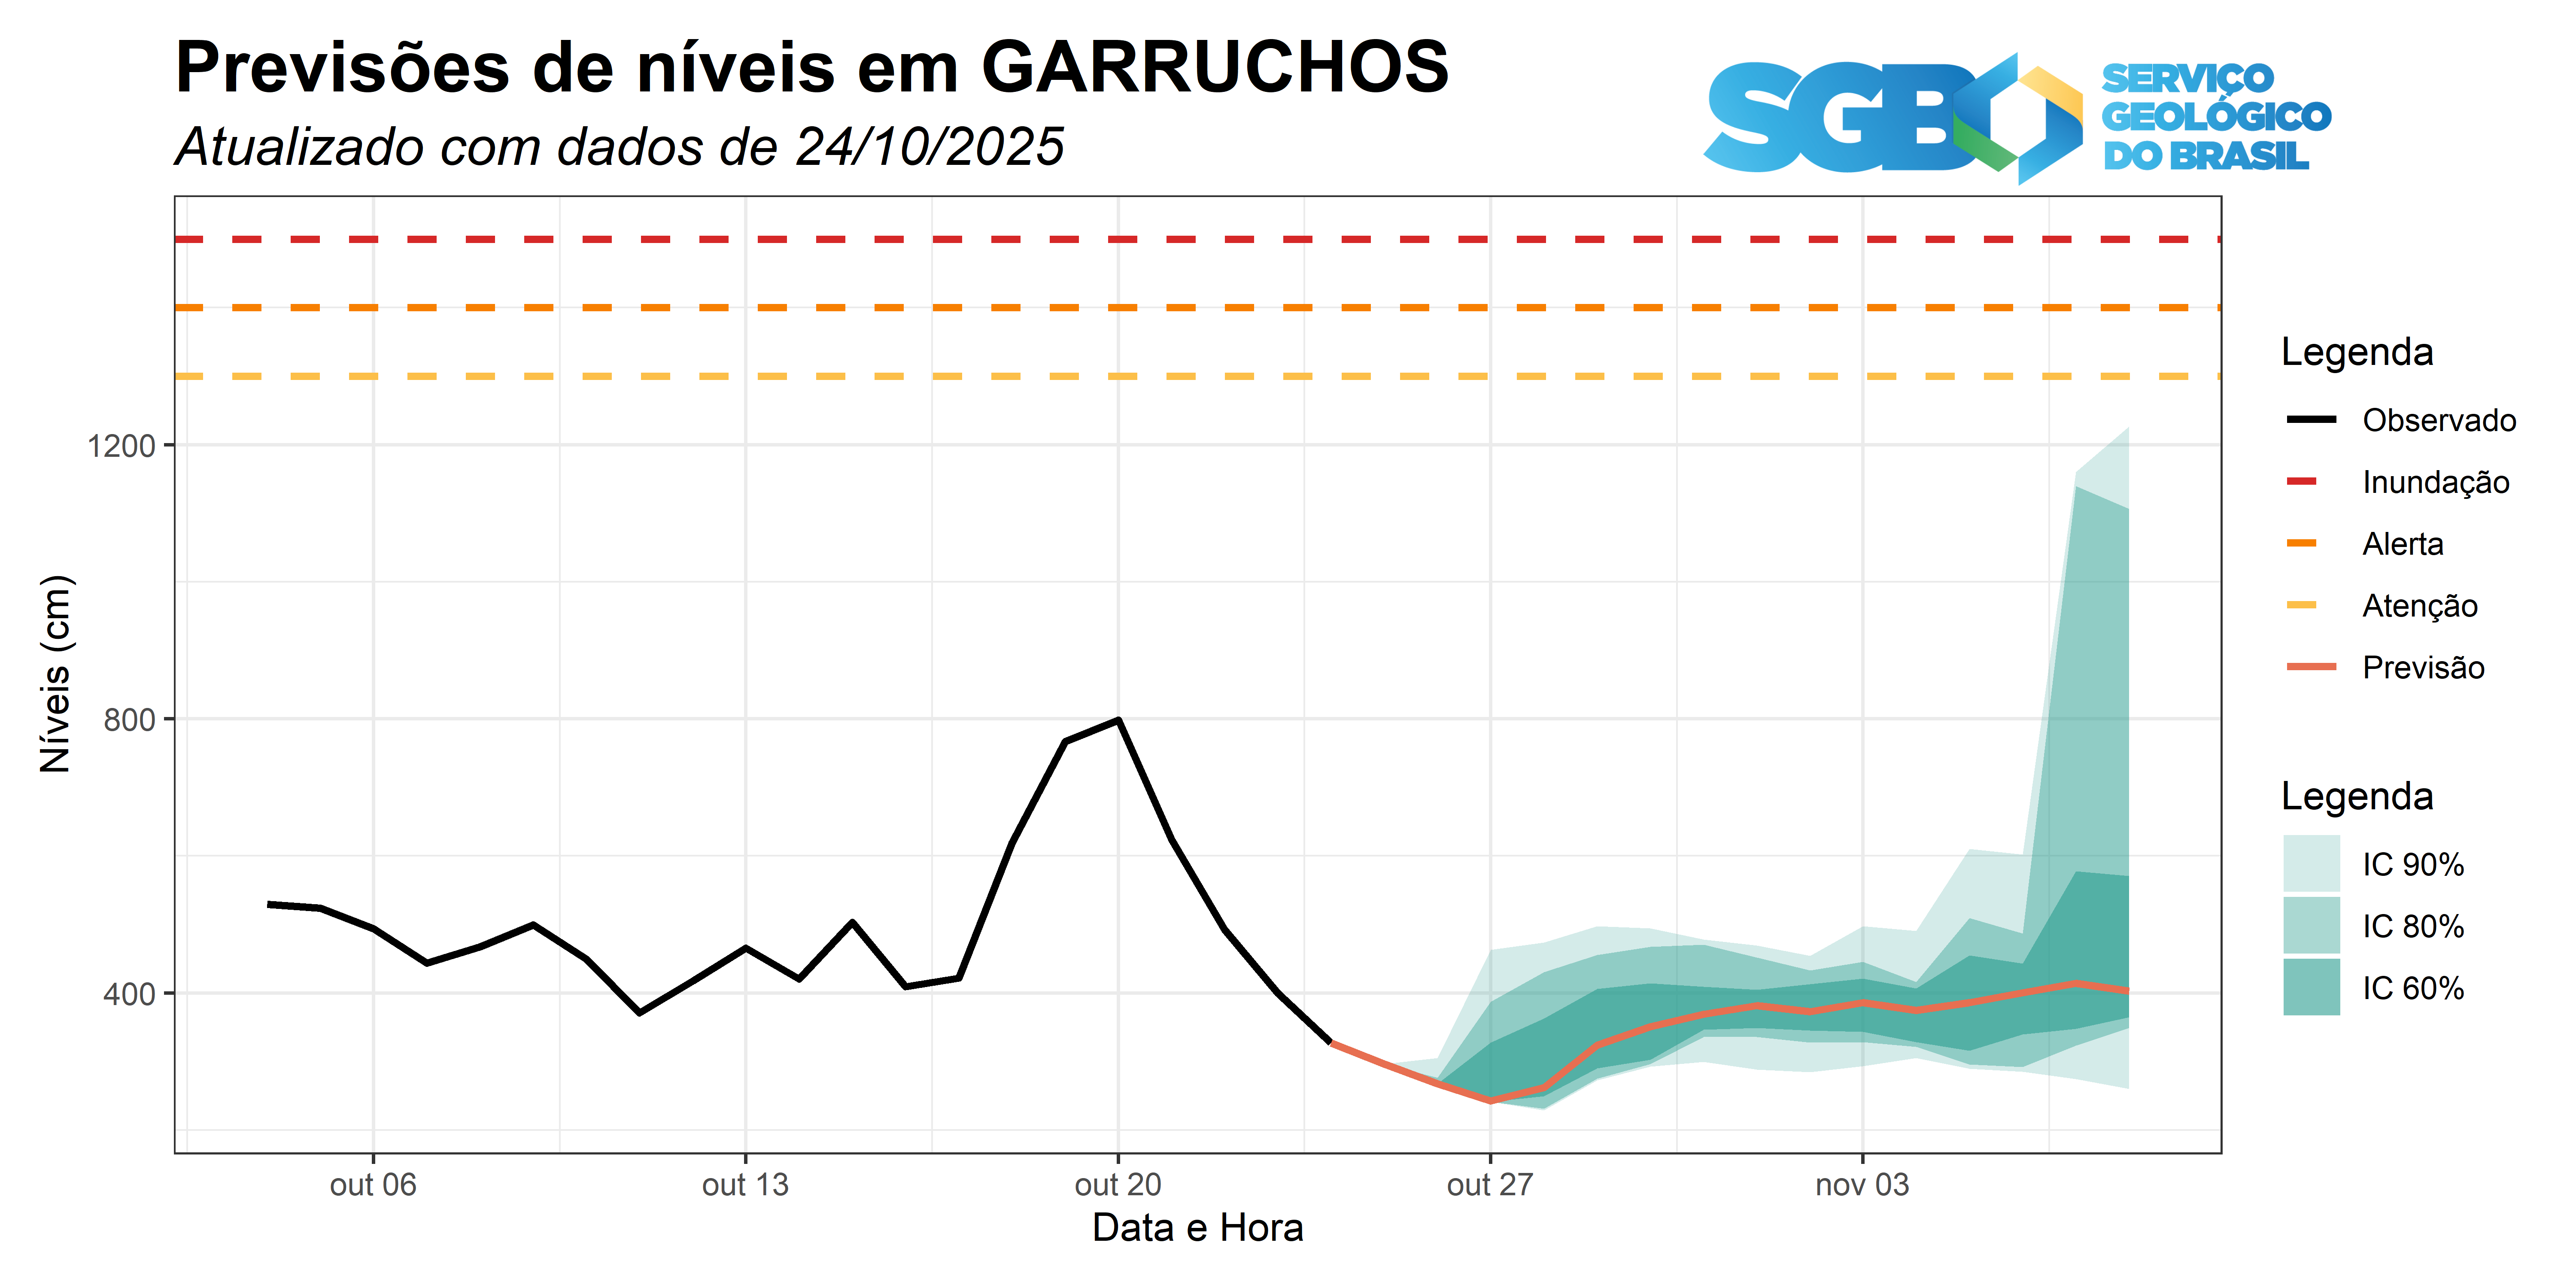 Previsões de níveis em GARRUCHOS
Atualizado com dados de 24/10/2025
SGB
SERVIÇO
GEOLÓGICO
DO BRASIL
Níveis (cm)
1200
800
400
out 06
out 13
out 20
out 27
nov 03
Data e Hora
Legenda
Observado
Inundação
Alerta
Atenção
Previsão
Legenda
IC 90%
IC 80%
IC 60%